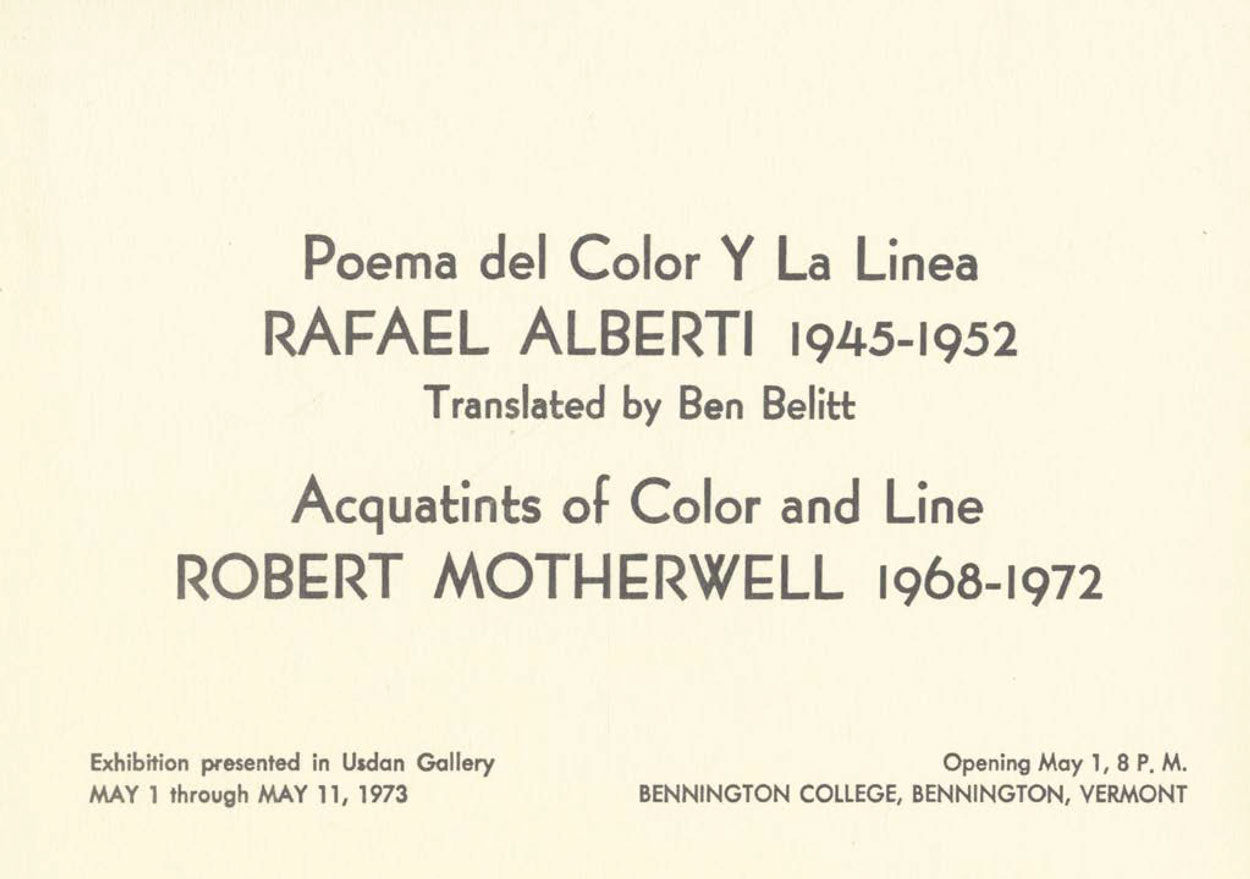 Poema del Color Y La Linea
RAFAEL ALBERTI 1945-1952
Translated by Ben Belitt
Acquatints of Color and Line
ROBERT MOTHERWELL 1968-1972
Exhibition presented in Usdan Gallery
MAY 1 through MAY 11, 1973
Opening May 1, 8 P. M.
BENNINGTON COLLEGE, BENNINGTON, VERMONT